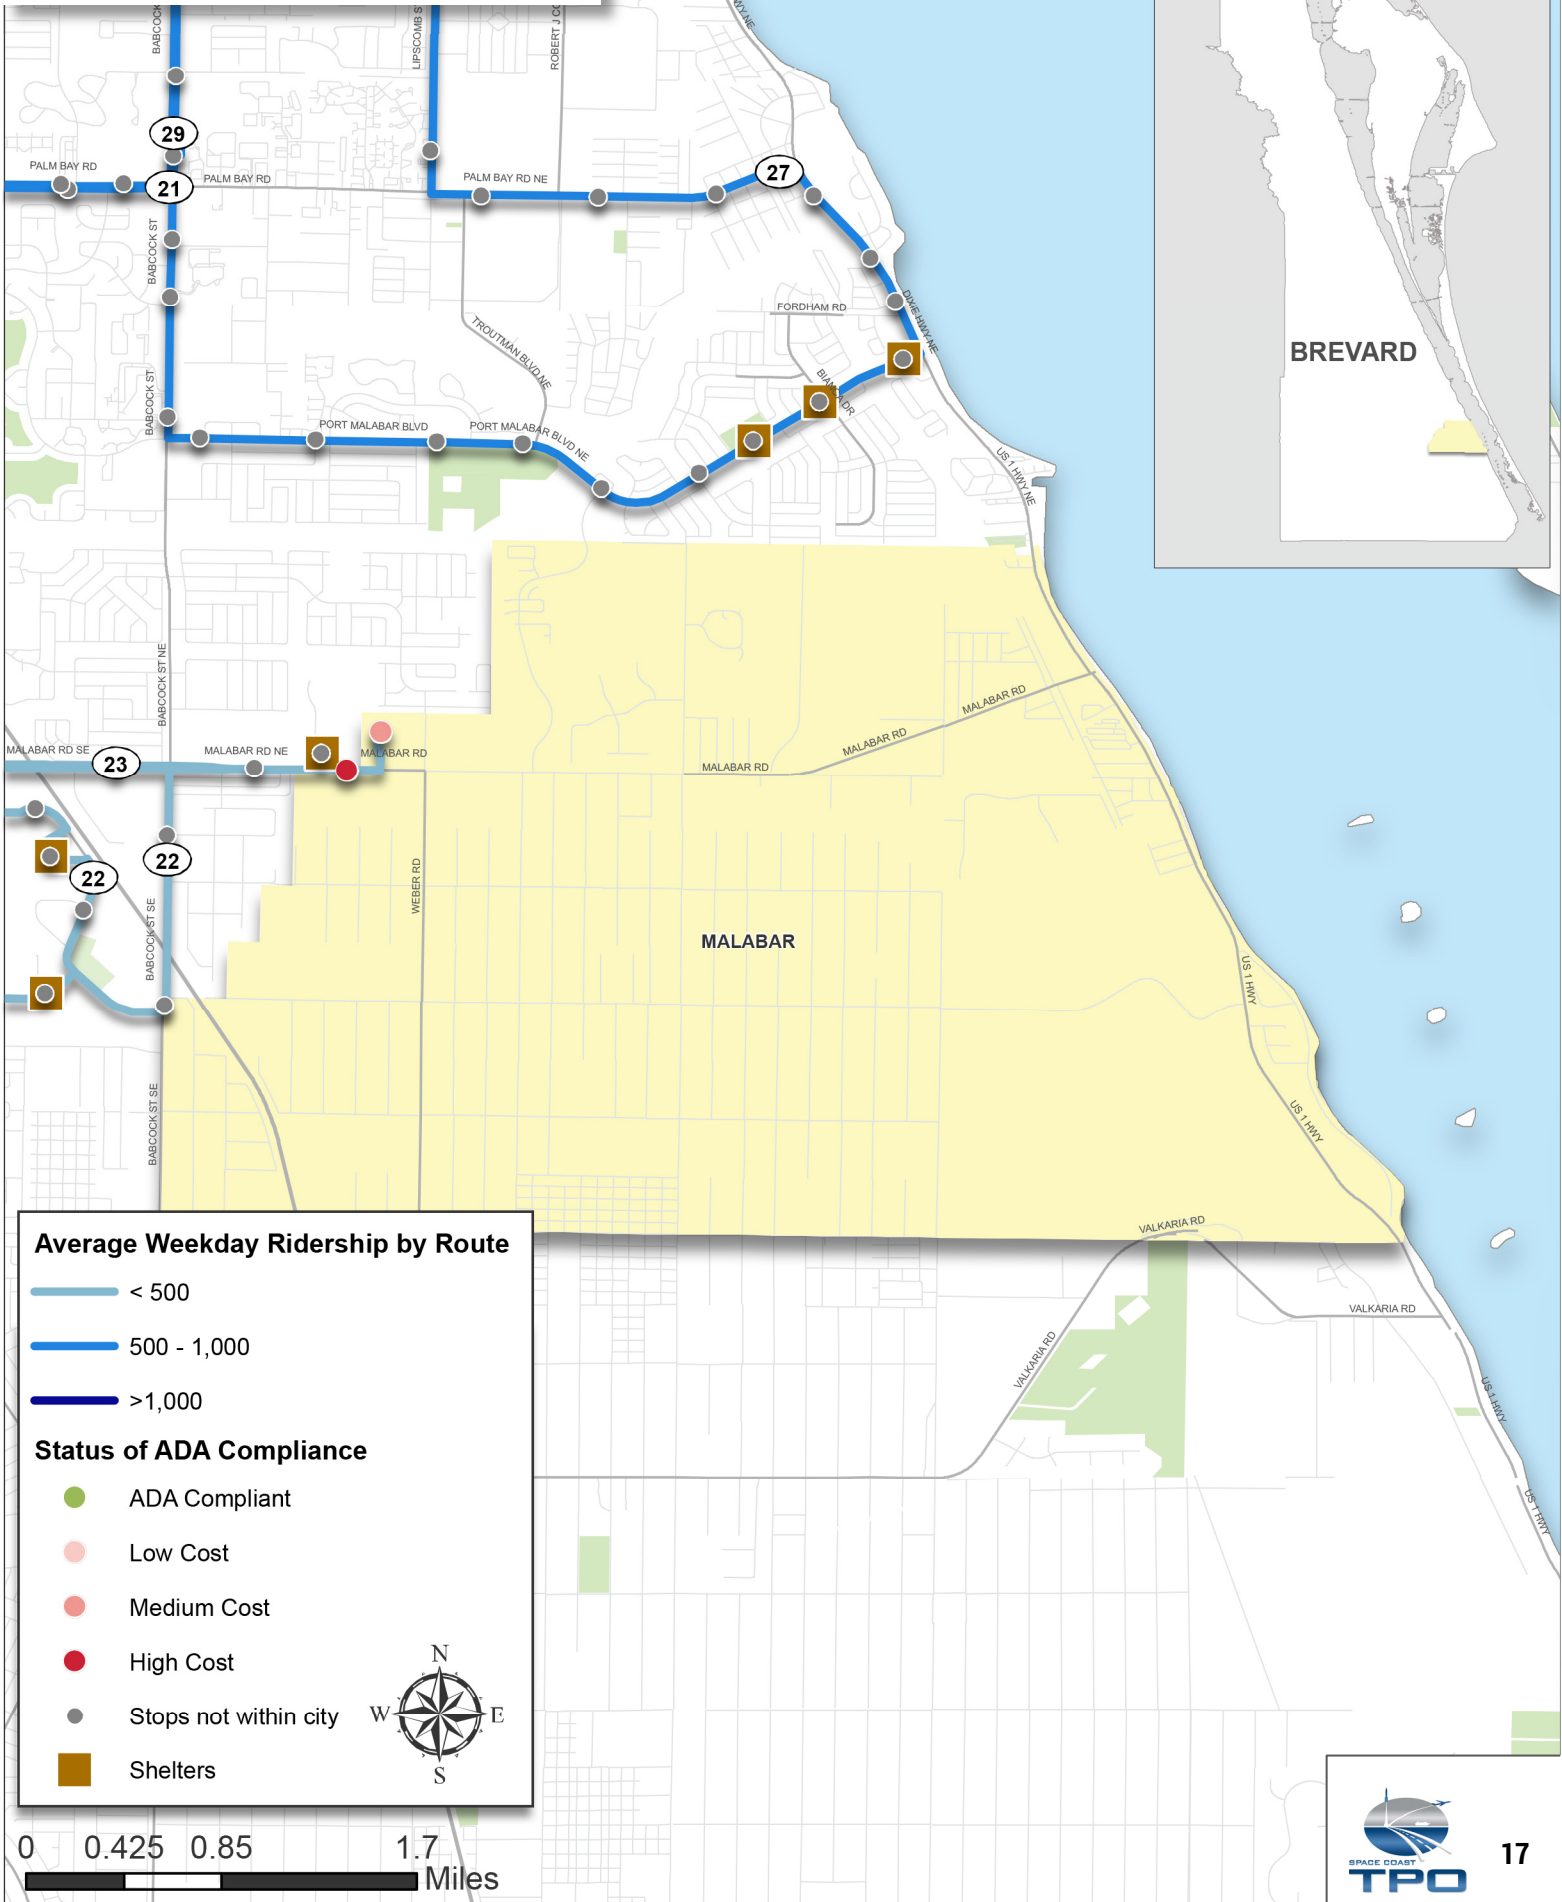 BABCOCK
LIPSCOMB S
ROBERT J CO
WY NE
29
PALM BAY RD
21
PALM BAY RD
PALM BAY RD NE
27
BABCOCK ST
FORDHAM RD
DIXIE HWY NE
TROUTMAN BLVD NE
BREVARD
BIANCA DR
BABCOCK ST
PORT MALABAR BLVD
PORT MALABAR BLVD NE
US 1 HWY NE
BABCOCK ST NE
MALABAR RD
MALABAR RD SE
23
MALABAR RD NE
MALABAR RD
MALABAR RD
MALABAR RD
22
22
WEBER RD
BABCOCK ST SE
MALABAR
US 1 HWY
BABCOCK ST SE
US 1 HWY
VALKARIA RD
VALKARIA RD
VALKARIA RD
US 1 HWY
US 1 HWY
Average Weekday Ridership by Route
< 500
500 - 1,000
>1,000
Status of ADA Compliance
ADA Compliant
Low Cost
Medium Cost
High Cost
Stops not within city
Shelters
N
W E
S
0 0.425 0.85 1.7
Miles
SPACE COAST
TPO
17